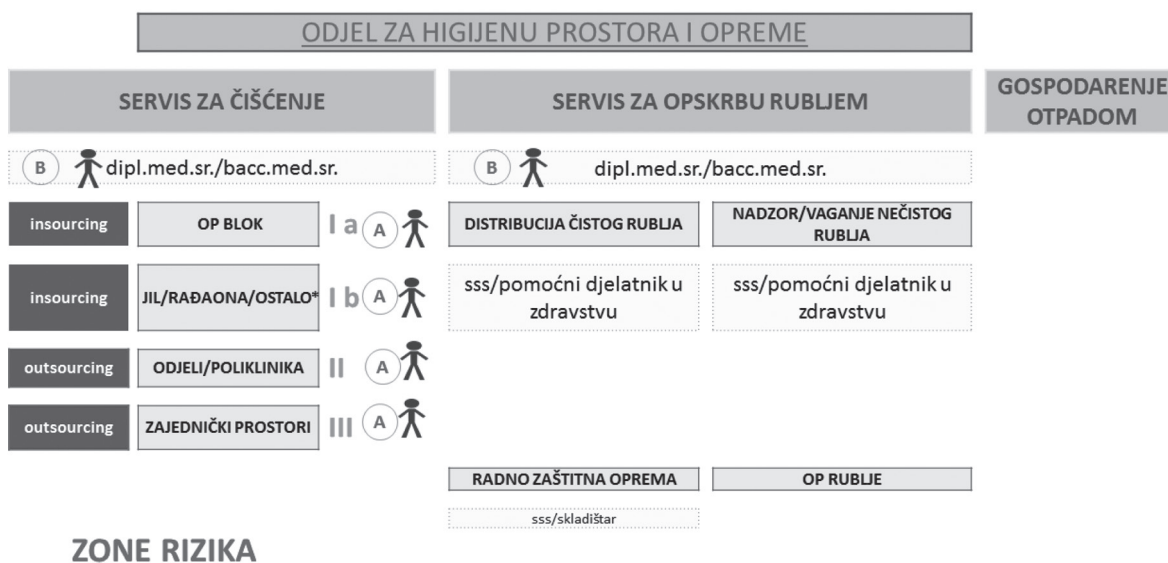 ODJEL ZA HIGIJENU PROSTORA I OPREME
SERVIS ZA ČIŠĆENJE
SERVIS ZA OPSKRBU RUBLJEM
GOSPODARENJE
OTPADOM
B dipl.med.sr./bacc.med.sr.
B dipl.med.sr./bacc.med.sr.
insourcing OP BLOK I a A
DISTRIBUCIJA ČISTOG RUBLJA
NADZOR/VAGANJE NEČISTOG
RUBLJA
insourcing JIL/RAĐAONA/OSTALO* I b A
sss/pomoćni djelatnik u
zdravstvu
sss/pomoćni djelatnik u
zdravstvu
outsourcing ODJELI/POLIKLINIKA II A
outsourcing ZAJEDNIČKI PROSTORI III A
RADNO ZAŠTITNA OPREMA
OP RUBLJE
sss/skladištar
ZONE RIZIKA